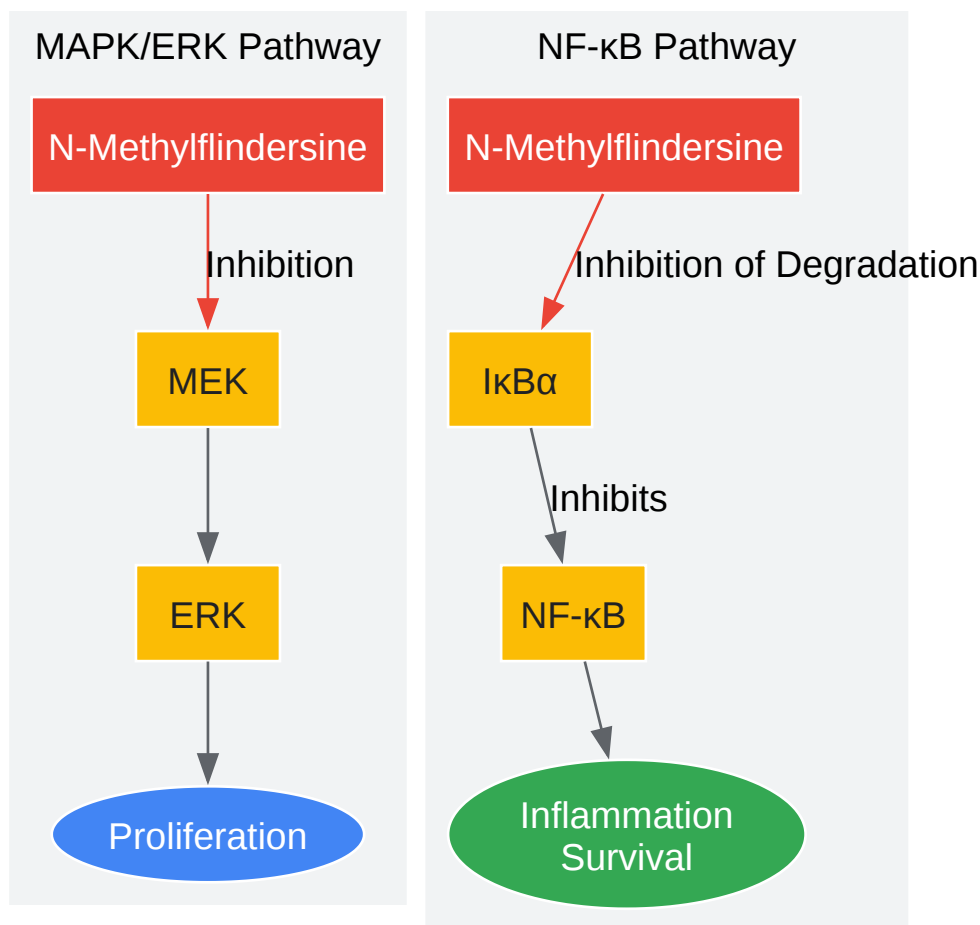 MAPK/ERK Pathway
N-Methylflindersine
Inhibition
MEK
ERK
Proliferation
NF-κB Pathway
N-Methylflindersine
Inhibition of Degradation
IκBα
Inhibits
NF-κB
Inflammation
Survival